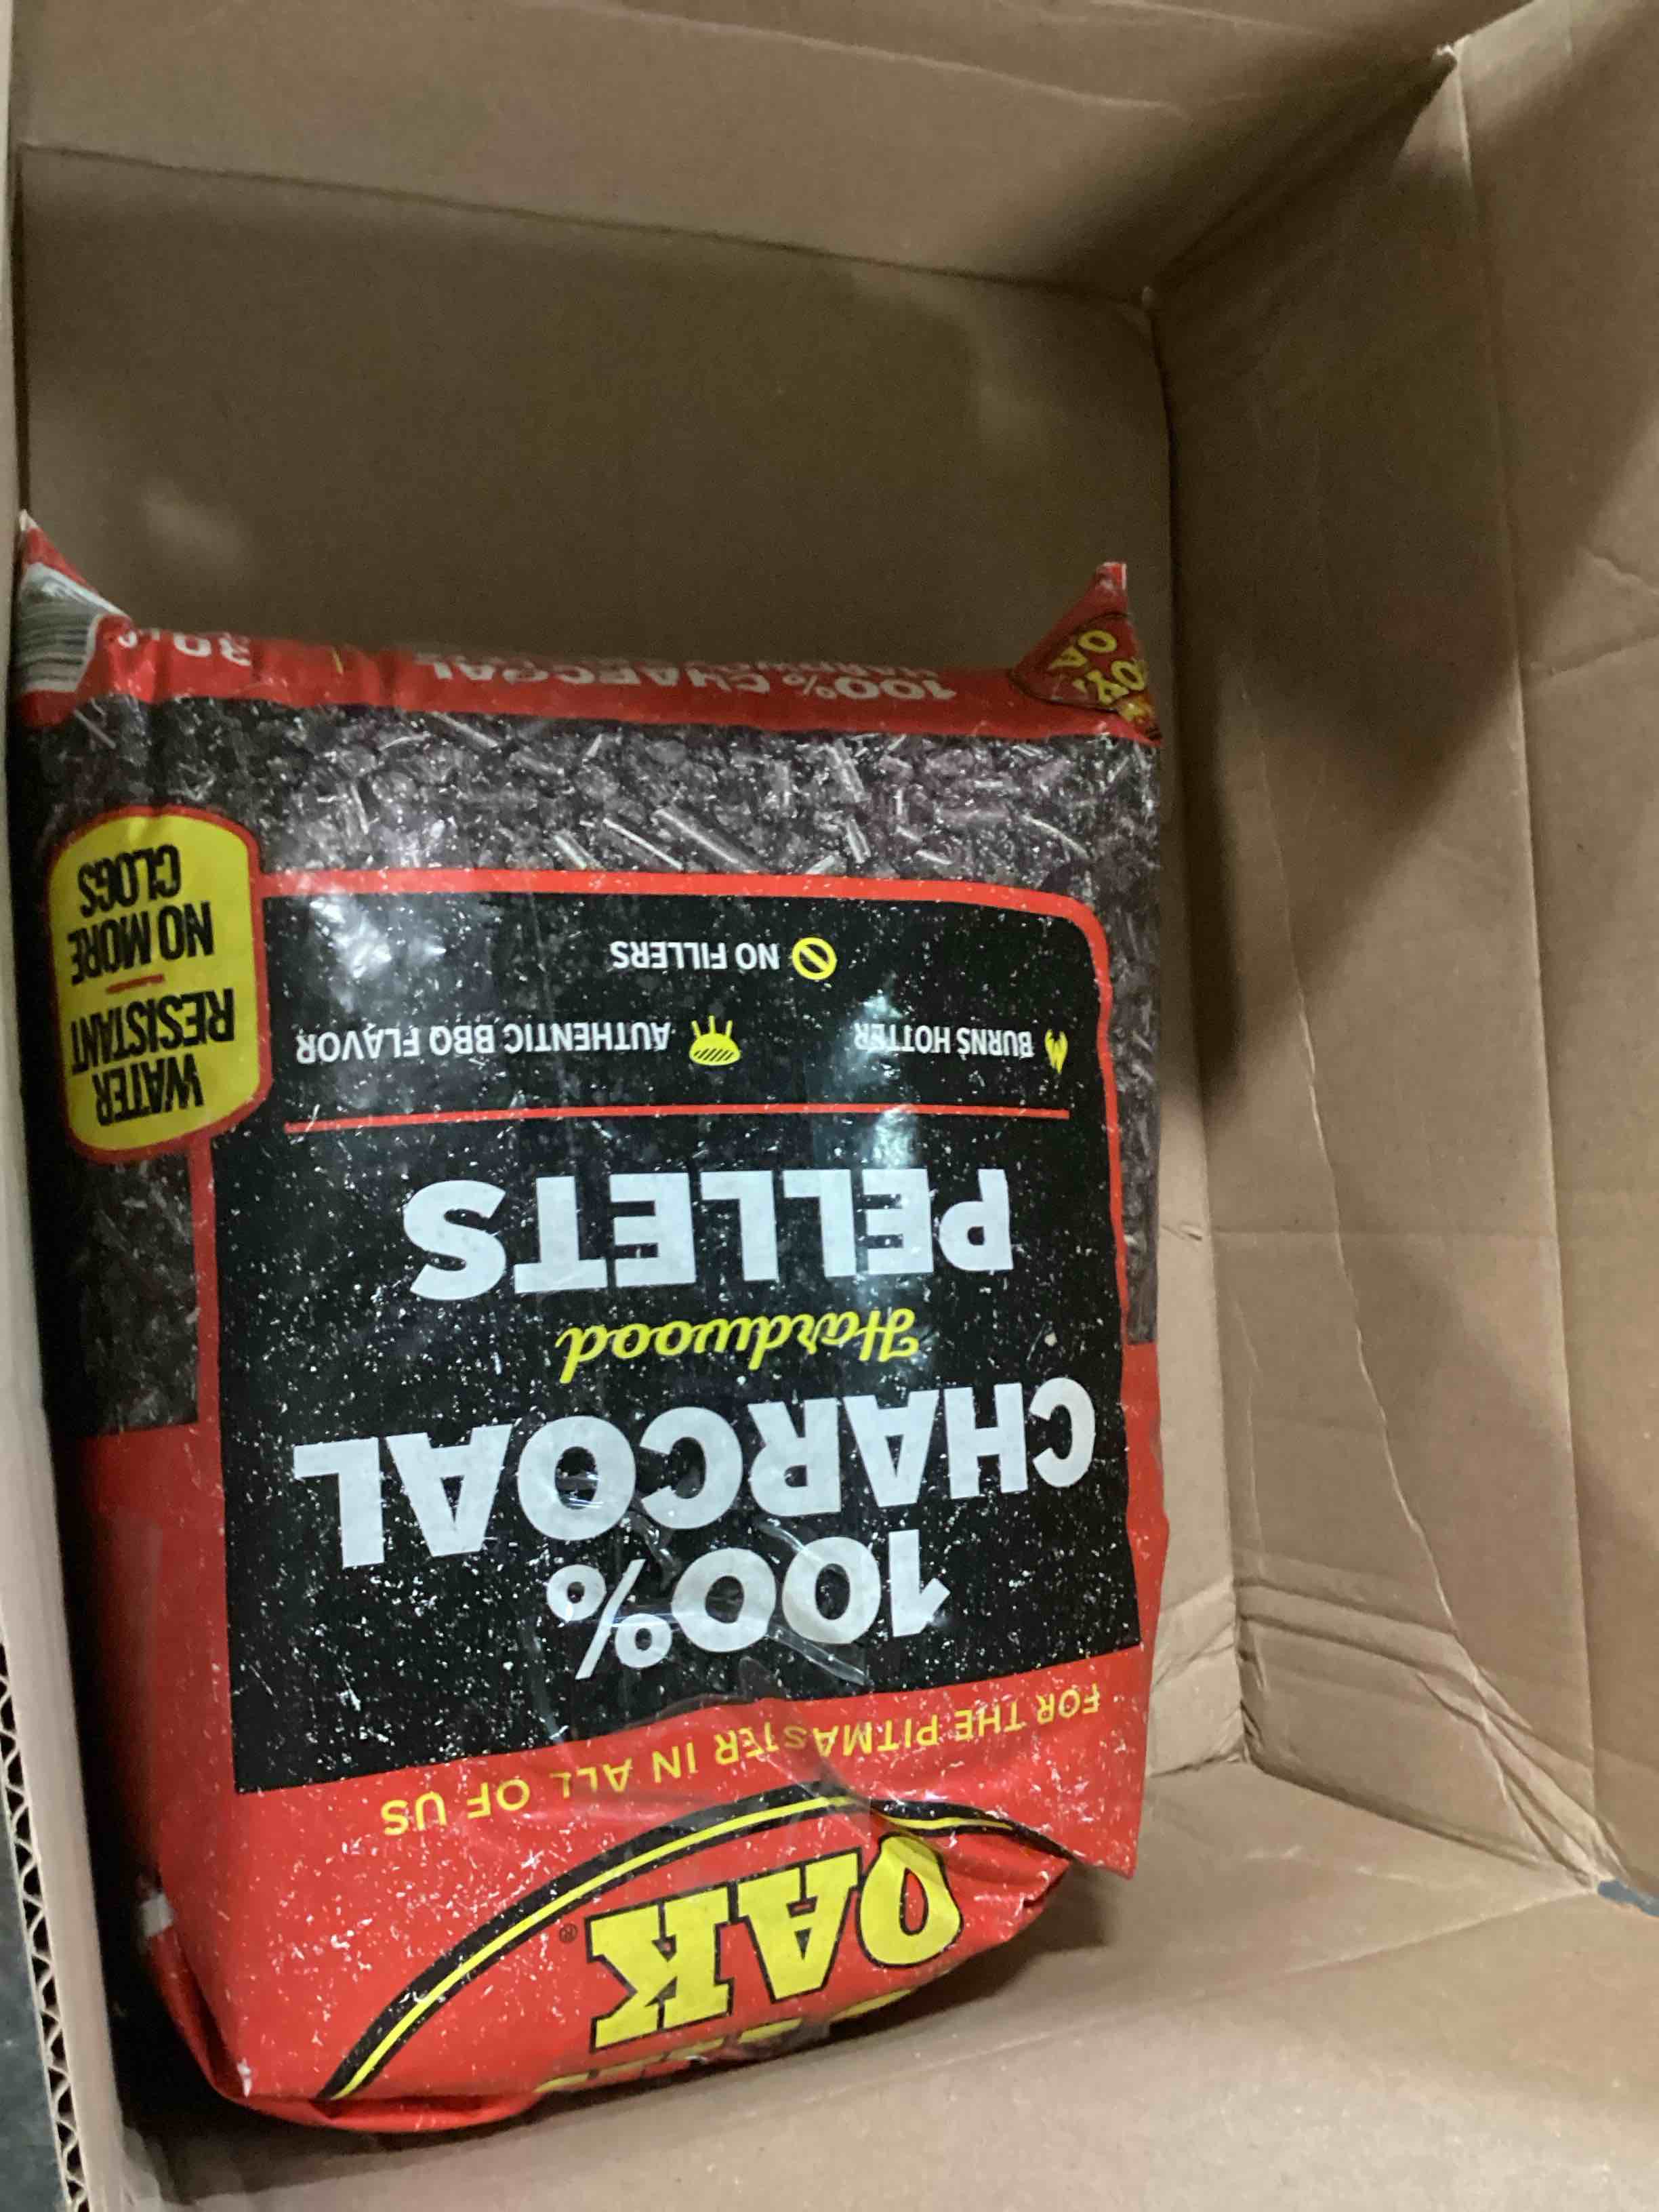 OAK®
FOR THE PITMASTER IN ALL OF US
100%
CHARCOAL
Hardwood
PELLETS
BURNS HOTTER
AUTHENTIC BBQ FLAVOR
NO FILLERS
WATER
RESISTANT
NO MORE
CLOGS
100% CHARCOAL
30